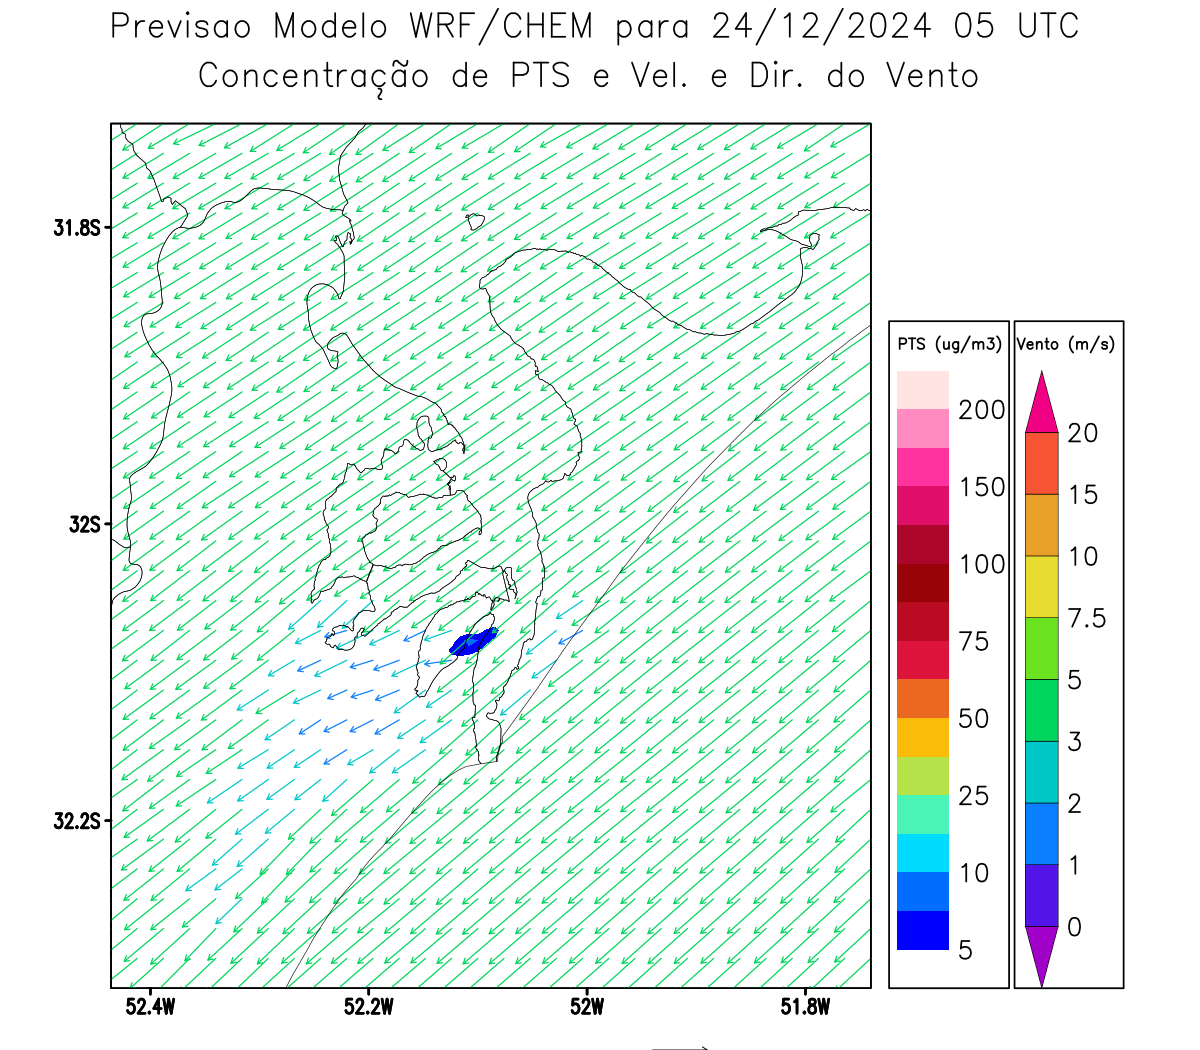 Previsao Modelo WRF/CHEM para 24/12/2024 05 UTC
Concentração de PTS e Vel. e Dir. do Vento
31.8S
32S
32.2S
52.4W
52.2W
52W
51.8W
PTS (ug/m3)
200
150
100
75
50
25
10
5
Vento (m/s)
20
15
10
7.5
5
3
2
1
0